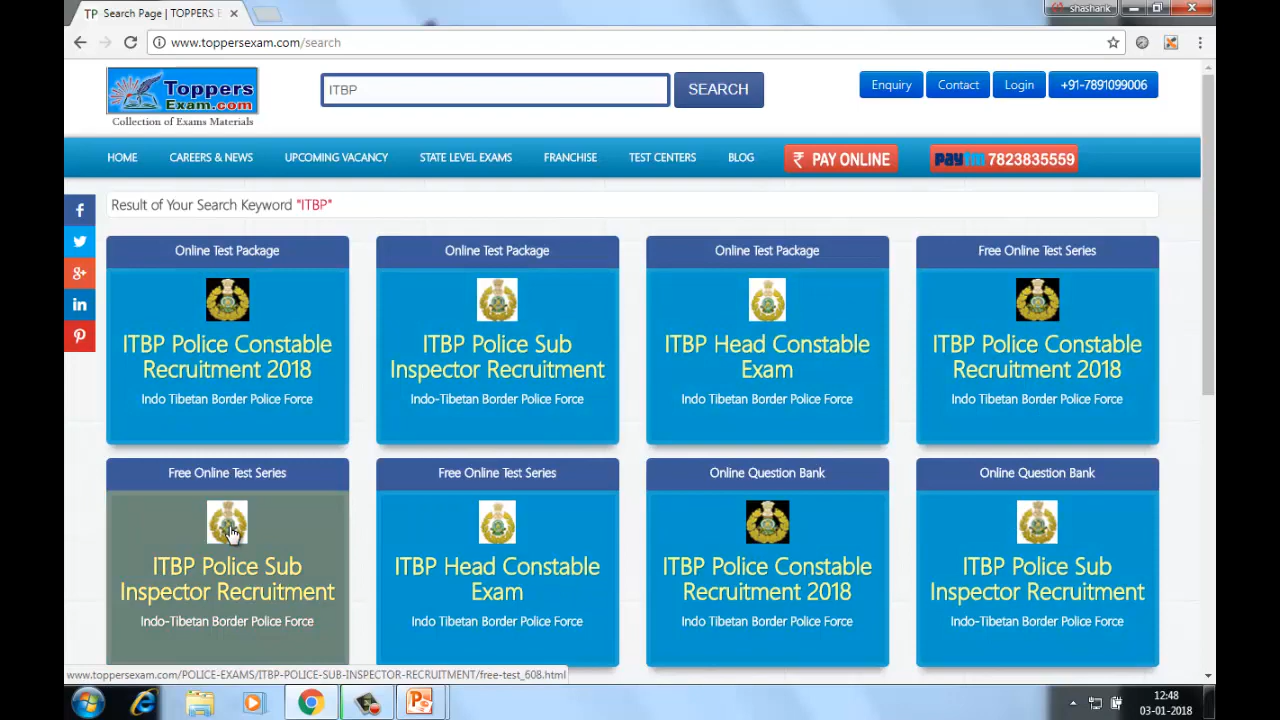 TP Search Page | TOPPERS E
shashank
www.toppersexam.com/search
Toppers
Exam.com
Collection of Exams Materials
ITBP
SEARCH
Enquiry
Contact
Login
+91-7891099006
HOME
CAREERS & NEWS
UPCOMING VACANCY
STATE LEVEL EXAMS
FRANCHISE
TEST CENTERS
BLOG
₹ PAY ONLINE
paytm 7823835559
Result of Your Search Keyword "ITBP"
Online Test Package
ITBP Police Constable
Recruitment 2018
Indo Tibetan Border Police Force
Online Test Package
ITBP Police Sub
Inspector Recruitment
Indo-Tibetan Border Police Force
Online Test Package
ITBP Head Constable
Exam
Indo Tibetan Border Police Force
Free Online Test Series
ITBP Police Constable
Recruitment 2018
Indo Tibetan Border Police Force
Free Online Test Series
ITBP Police Sub
Inspector Recruitment
Indo-Tibetan Border Police Force
Free Online Test Series
ITBP Head Constable
Exam
Indo Tibetan Border Police Force
Online Question Bank
ITBP Police Constable
Recruitment 2018
Indo Tibetan Border Police Force
Online Question Bank
ITBP Police Sub
Inspector Recruitment
Indo-Tibetan Border Police Force
www.toppersexam.com/POLICE-EXAMS/ITBP-POLICE-SUB-INSPECTOR-RECRUITMENT/free-test_608.html
12:48
03-01-2018